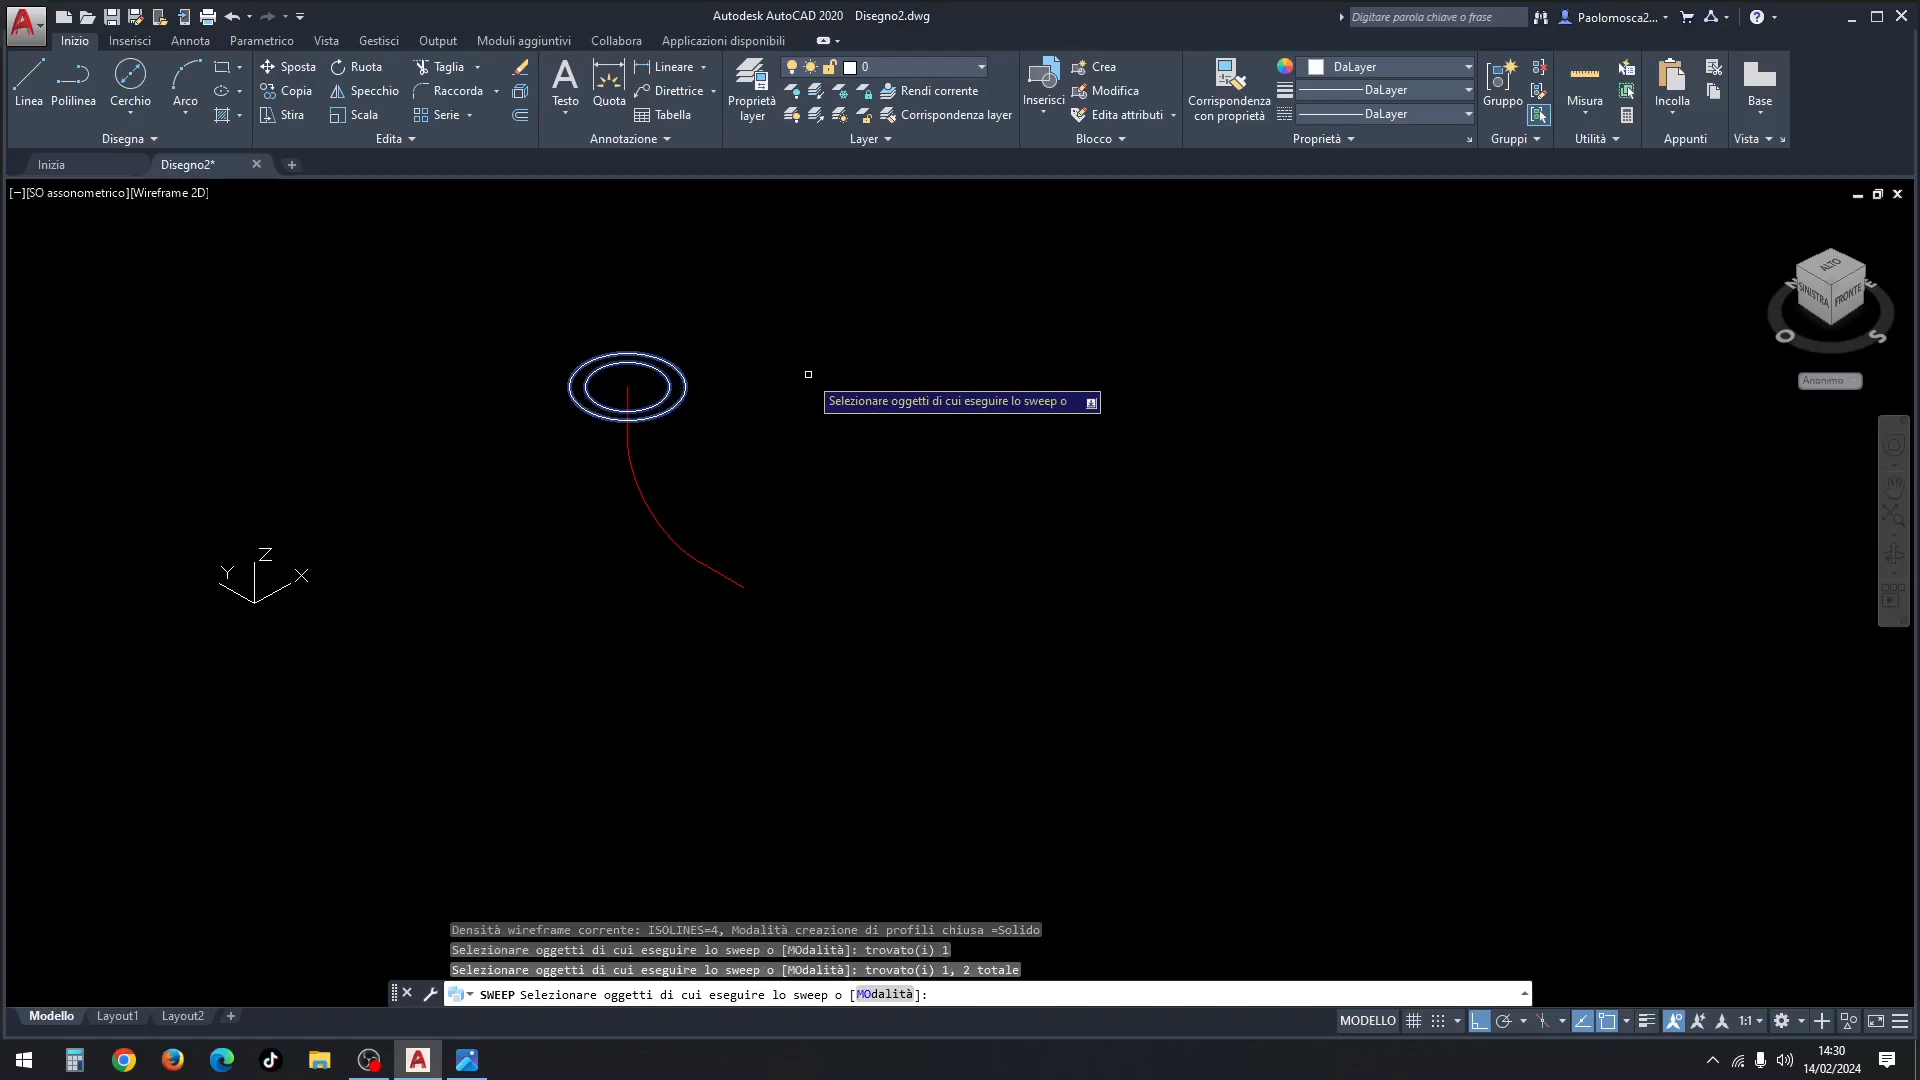 Autodesk AutoCAD 2020 Disegno2.dwg
Digitare parola chiave o frase
Paolomosca2...
Inizio Inserisci Annota Parametrico Vista Gestisci Output Moduli aggiuntivi Collabora Applicazioni disponibili
Linea Polilinea Cerchio Arco
Sposta Ruota Taglia
Copia Specchio Raccorda
Stira Scala Serie
Testo Quota
Lineare
Direttrice
Tabella
Proprietà layer
0
Rendi corrente
Corrispondenza layer
Inserisci
Crea
Modifica
Edita attributi
Corrispondenza con proprietà
DaLayer
DaLayer
DaLayer
Gruppo
Misura
Incolla
Base
Disegna Edita Annotazione Layer Blocco Proprietà Gruppi Utilità Appunti Vista
Inizia Disegno2*
[−][SO assonometrico][Wireframe 2D]
ALTO
SINISTRA FRONTE
O S
Anonimo
Selezionare oggetti di cui eseguire lo sweep o
Z
Y X
Densità wireframe corrente: ISOLINES=4, Modalità creazione di profili chiusa =Solido
Selezionare oggetti di cui eseguire lo sweep o [MOdalità]: trovato(i) 1
Selezionare oggetti di cui eseguire lo sweep o [MOdalità]: trovato(i) 1, 2 totale
SWEEP Selezionare oggetti di cui eseguire lo sweep o [MOdalità]:
Modello Layout1 Layout2
MODELLO 1:1
14:30
14/02/2024